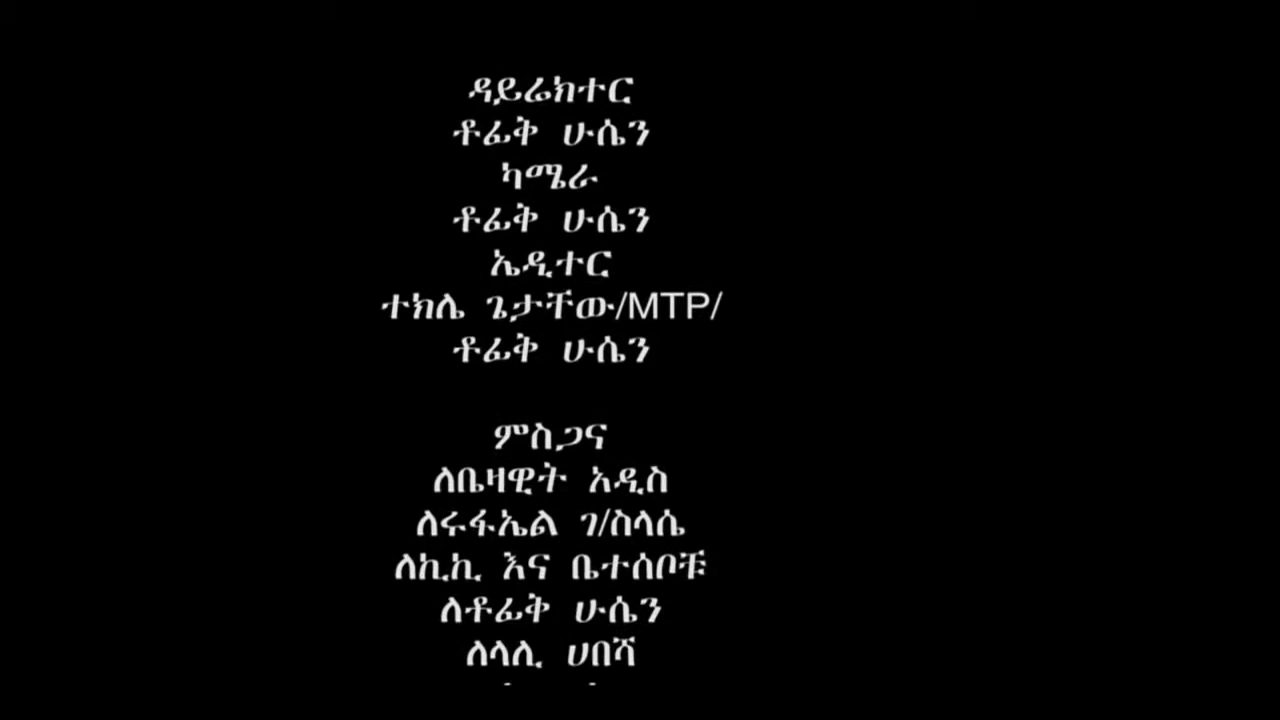 ዳይሬክተር
ቶፊቅ ሁሴን
ካሜራ
ቶፊቅ ሁሴን
ኤዲተር
ተክሌ ጌታቸው/MTP/
ቶፊቅ ሁሴን
ምስጋና
ለቤዛዊት አዲስ
ለሩፋኤል ገ/ስላሴ
ለኪኪ እና ቤተሰቦቹ
ለቶፊቅ ሁሴን
ለላሊ ሀበሻ